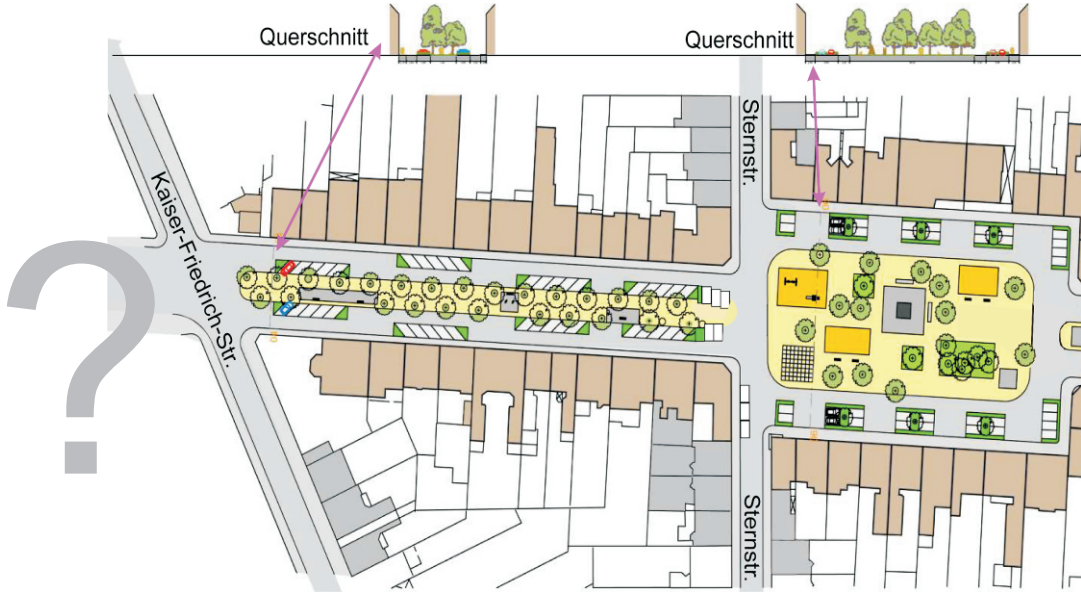 Querschnitt
Querschnitt
Sternstr.
Kaiser-Friedrich-Str.
?
Sternstr.